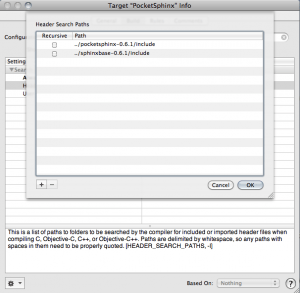 Target "PocketSphinx" Info
Header Search Paths
Recursive Path
../pocketsphinx-0.6.1/include
../sphinxbase-0.6.1/include
Configu
Setting
Sear
A
H
Cancel OK
This is a list of paths to folders to be searched by the compiler for included or imported header files when
compiling C, Objective-C, C++, or Objective-C++. Paths are delimited by whitespace, so any paths with
spaces in them need to be properly quoted. [HEADER_SEARCH_PATHS, -I]
Based On: Nothing